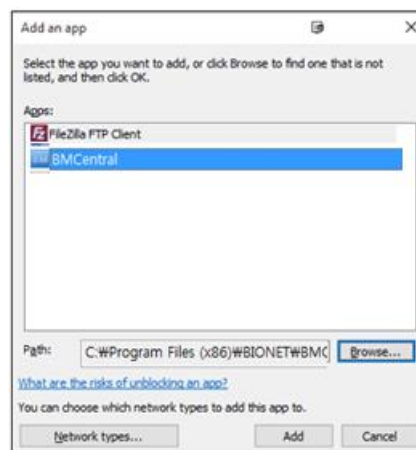 Add an app
Select the app you want to add, or click Browse to find one that is not
listed, and then click OK.
Apps:
FileZilla FTP Client
BMCentral
Path:
C:₩Program Files (x86)₩BIONET₩BMC
Browse...
What are the risks of unblocking an app?
You can choose which network types to add this app to.
Network types...
Add
Cancel